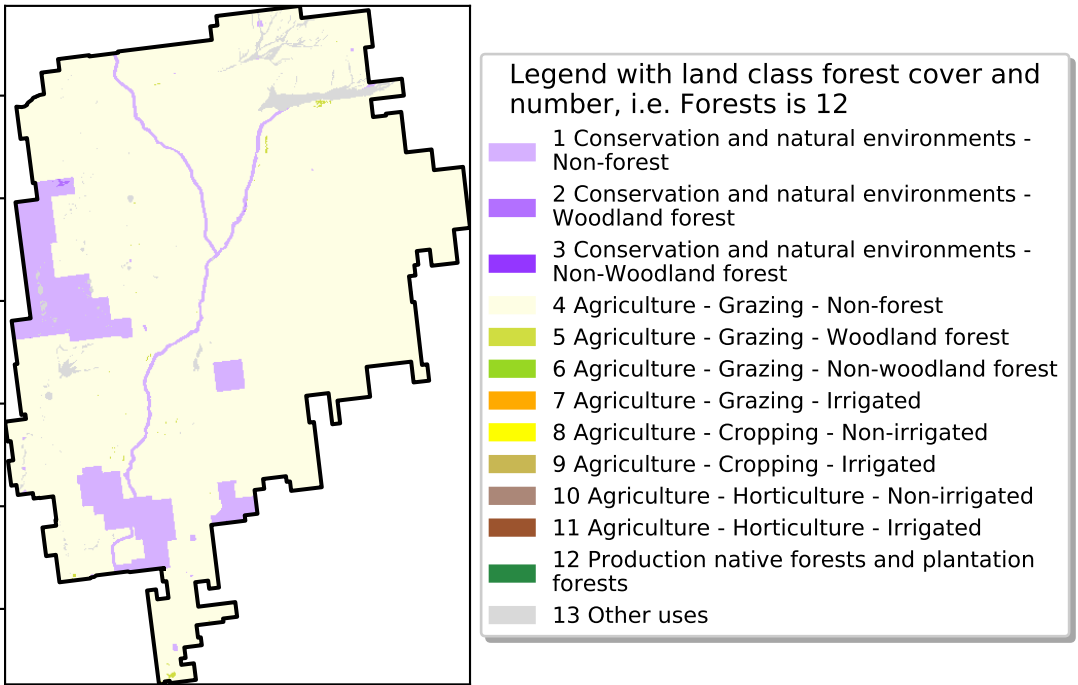 Legend with land class forest cover and
number, i.e. Forests is 12
1 Conservation and natural environments -
Non-forest
2 Conservation and natural environments -
Woodland forest
3 Conservation and natural environments -
Non-Woodland forest
4 Agriculture - Grazing - Non-forest
5 Agriculture - Grazing - Woodland forest
6 Agriculture - Grazing - Non-woodland forest
7 Agriculture - Grazing - Irrigated
8 Agriculture - Cropping - Non-irrigated
9 Agriculture - Cropping - Irrigated
10 Agriculture - Horticulture - Non-irrigated
11 Agriculture - Horticulture - Irrigated
12 Production native forests and plantation
forests
13 Other uses